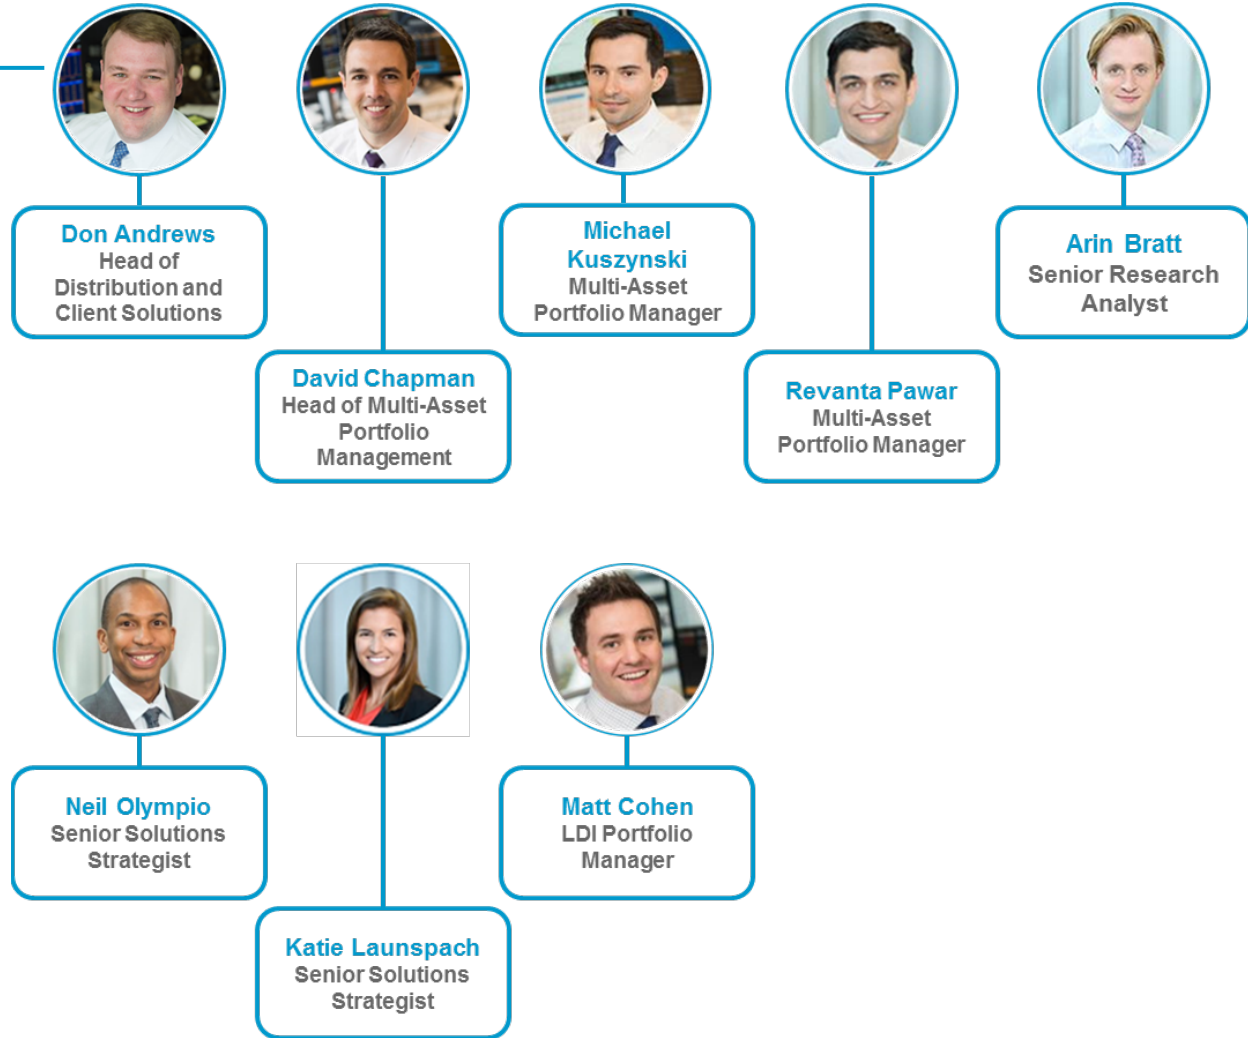 Don Andrews
Head of
Distribution and
Client Solutions
David Chapman
Head of Multi-Asset
Portfolio
Management
Michael
Kuszynski
Multi-Asset
Portfolio Manager
Revanta Pawar
Multi-Asset
Portfolio Manager
Arin Bratt
Senior Research
Analyst
Neil Olympio
Senior Solutions
Strategist
Katie Launspach
Senior Solutions
Strategist
Matt Cohen
LDI Portfolio
Manager